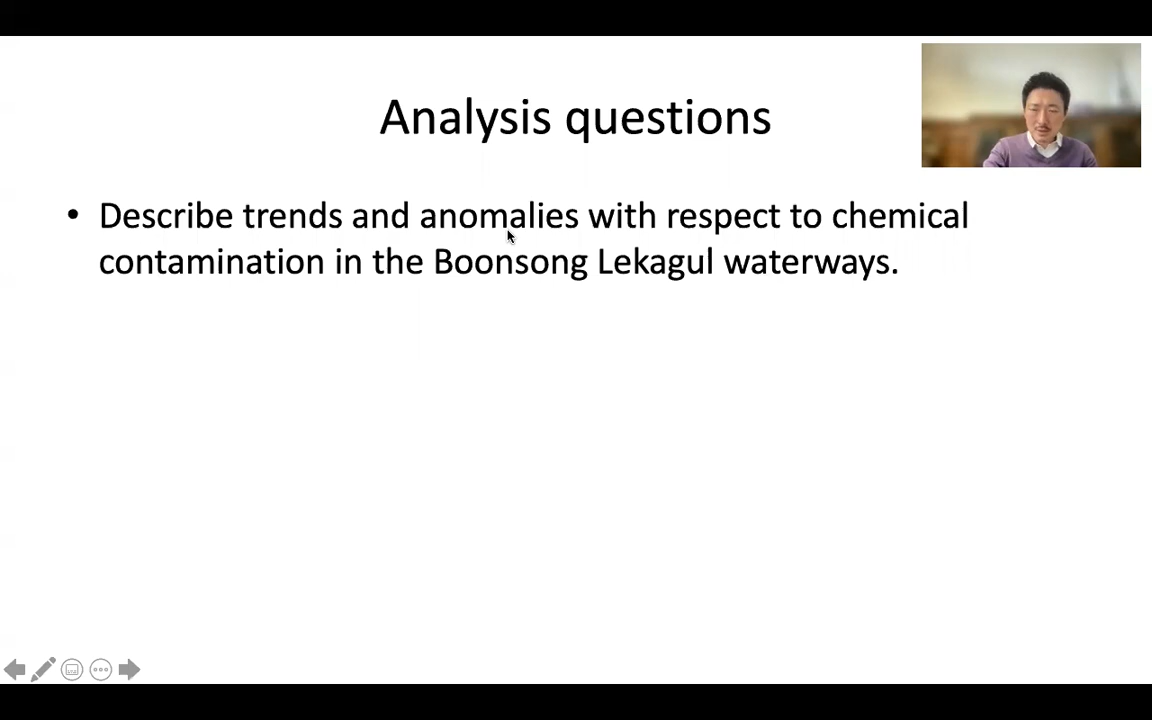 Analysis questions
• Describe trends and anomalies with respect to chemical
contamination in the Boonsong Lekagul waterways.